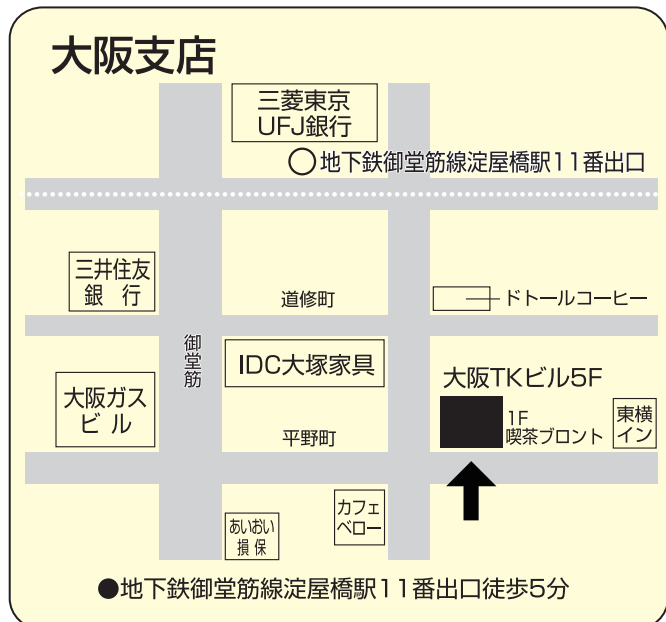 大阪支店
三菱東京
UFJ銀行
地下鉄御堂筋線淀屋橋駅11番出口
三井住友
銀 行
道修町
ドトールコーヒー
御堂筋
IDC大塚家具
大阪TKビル5F
大阪ガス
ビ ル
1F
喫茶ブロント
東横
イン
平野町
カフェ
ベロー
あいおい
損 保
●地下鉄御堂筋線淀屋橋駅11番出口徒歩5分